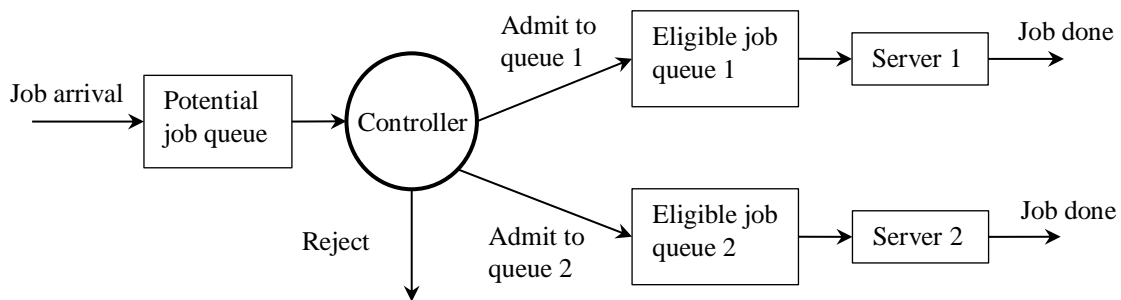 Job arrival
Potential
job queue
Controller
Reject
Admit to
queue 1
Eligible job
queue 1
Server 1
Job done
Admit to
queue 2
Eligible job
queue 2
Server 2
Job done